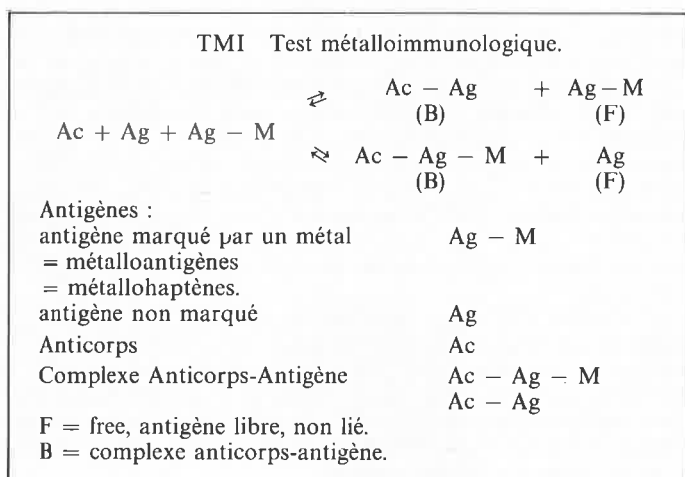 TMI Test métalloimmunologique.
⇄ Ac – Ag + Ag – M
(B) (F)
Ac + Ag + Ag – M
⇄ Ac – Ag – M + Ag
(B) (F)
Antigènes :
antigène marqué par un métal Ag – M
= métalloantigènes
= métallohaptènes.
antigène non marqué Ag
Anticorps Ac
Complexe Anticorps-Antigène Ac – Ag – M
Ac – Ag
F = free, antigène libre, non lié.
B = complexe anticorps-antigène.